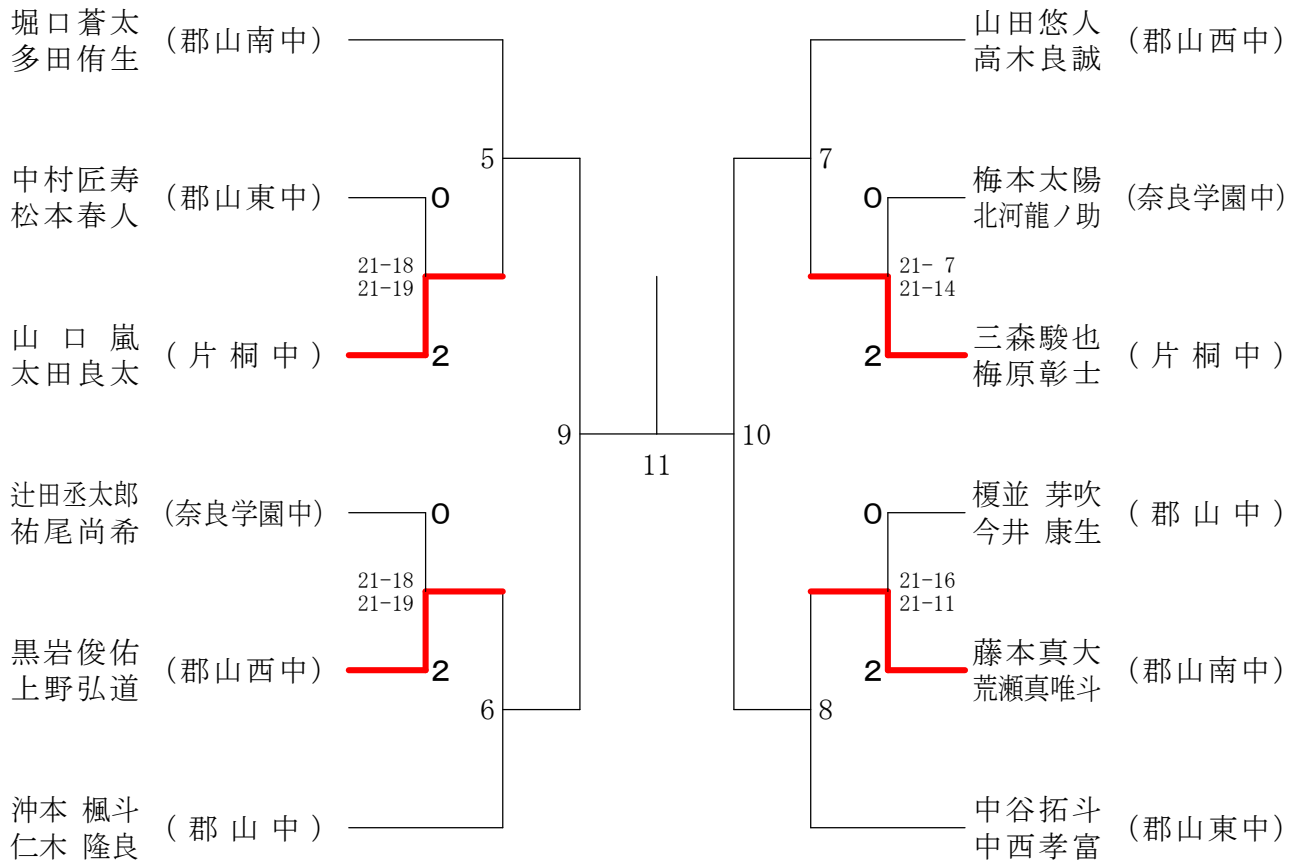 堀口蒼太
多田侑生
(郡山南中)
中村匠寿
松本春人
(郡山東中)
0
21-18
21-19
山口 嵐
太田良太
(片桐中)
2
5
辻田丞太郎
祐尾尚希
(奈良学園中)
0
21-18
21-19
黒岩俊佑
上野弘道
(郡山西中)
2
6
沖本 楓斗
仁木 隆良
(郡山中)
9
11
10
山田悠人
高木良誠
(郡山西中)
7
梅本太陽
北河龍ノ助
(奈良学園中)
0
21- 7
21-14
三森駿也
梅原彰士
(片桐中)
2
榎並 芽吹
今井 康生
(郡山中)
0
21-16
21-11
藤本真大
荒瀬真唯斗
(郡山南中)
2
8
中谷拓斗
中西孝富
(郡山東中)